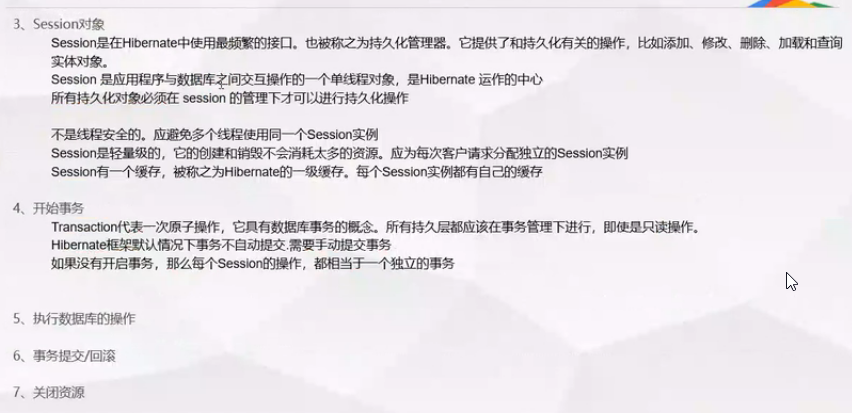 3、Session对象
Session是在Hibernate中使用最频繁的接口。也被称之为持久化管理器。它提供了和持久化有关的操作，比如添加、修改、删除、加载和查询
实体对象。
Session 是应用程序与数据库之间交互操作的一个单线程对象，是Hibernate 运作的中心
所有持久化对象必须在 session 的管理下才可以进行持久化操作
不是线程安全的。应避免多个线程使用同一个Session实例
Session是轻量级的，它的创建和销毁不会消耗太多的资源。应为每次客户请求分配独立的Session实例
Session有一个缓存，被称之为Hibernate的一级缓存。每个Session实例都有自己的缓存
4、开始事务
Transaction代表一次原子操作，它具有数据库事务的概念。所有持久层都应该在事务管理下进行，即使是只读操作。
Hibernate框架默认情况下事务不自动提交.需要手动提交事务
如果没有开启事务，那么每个Session的操作，都相当于一个独立的事务
5、执行数据库的操作
6、事务提交/回滚
7、关闭资源